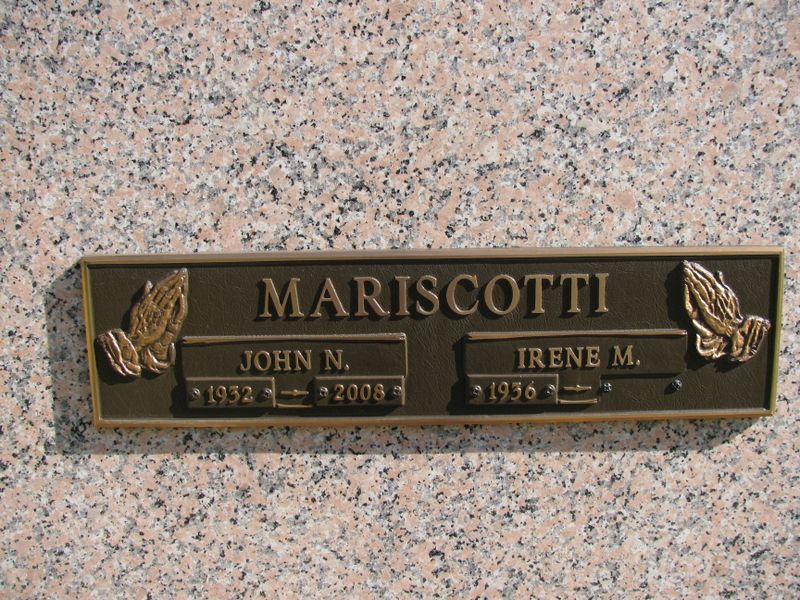 MARISCOTTI
JOHN N.
1932 – 2008
IRENE M.
1936 –